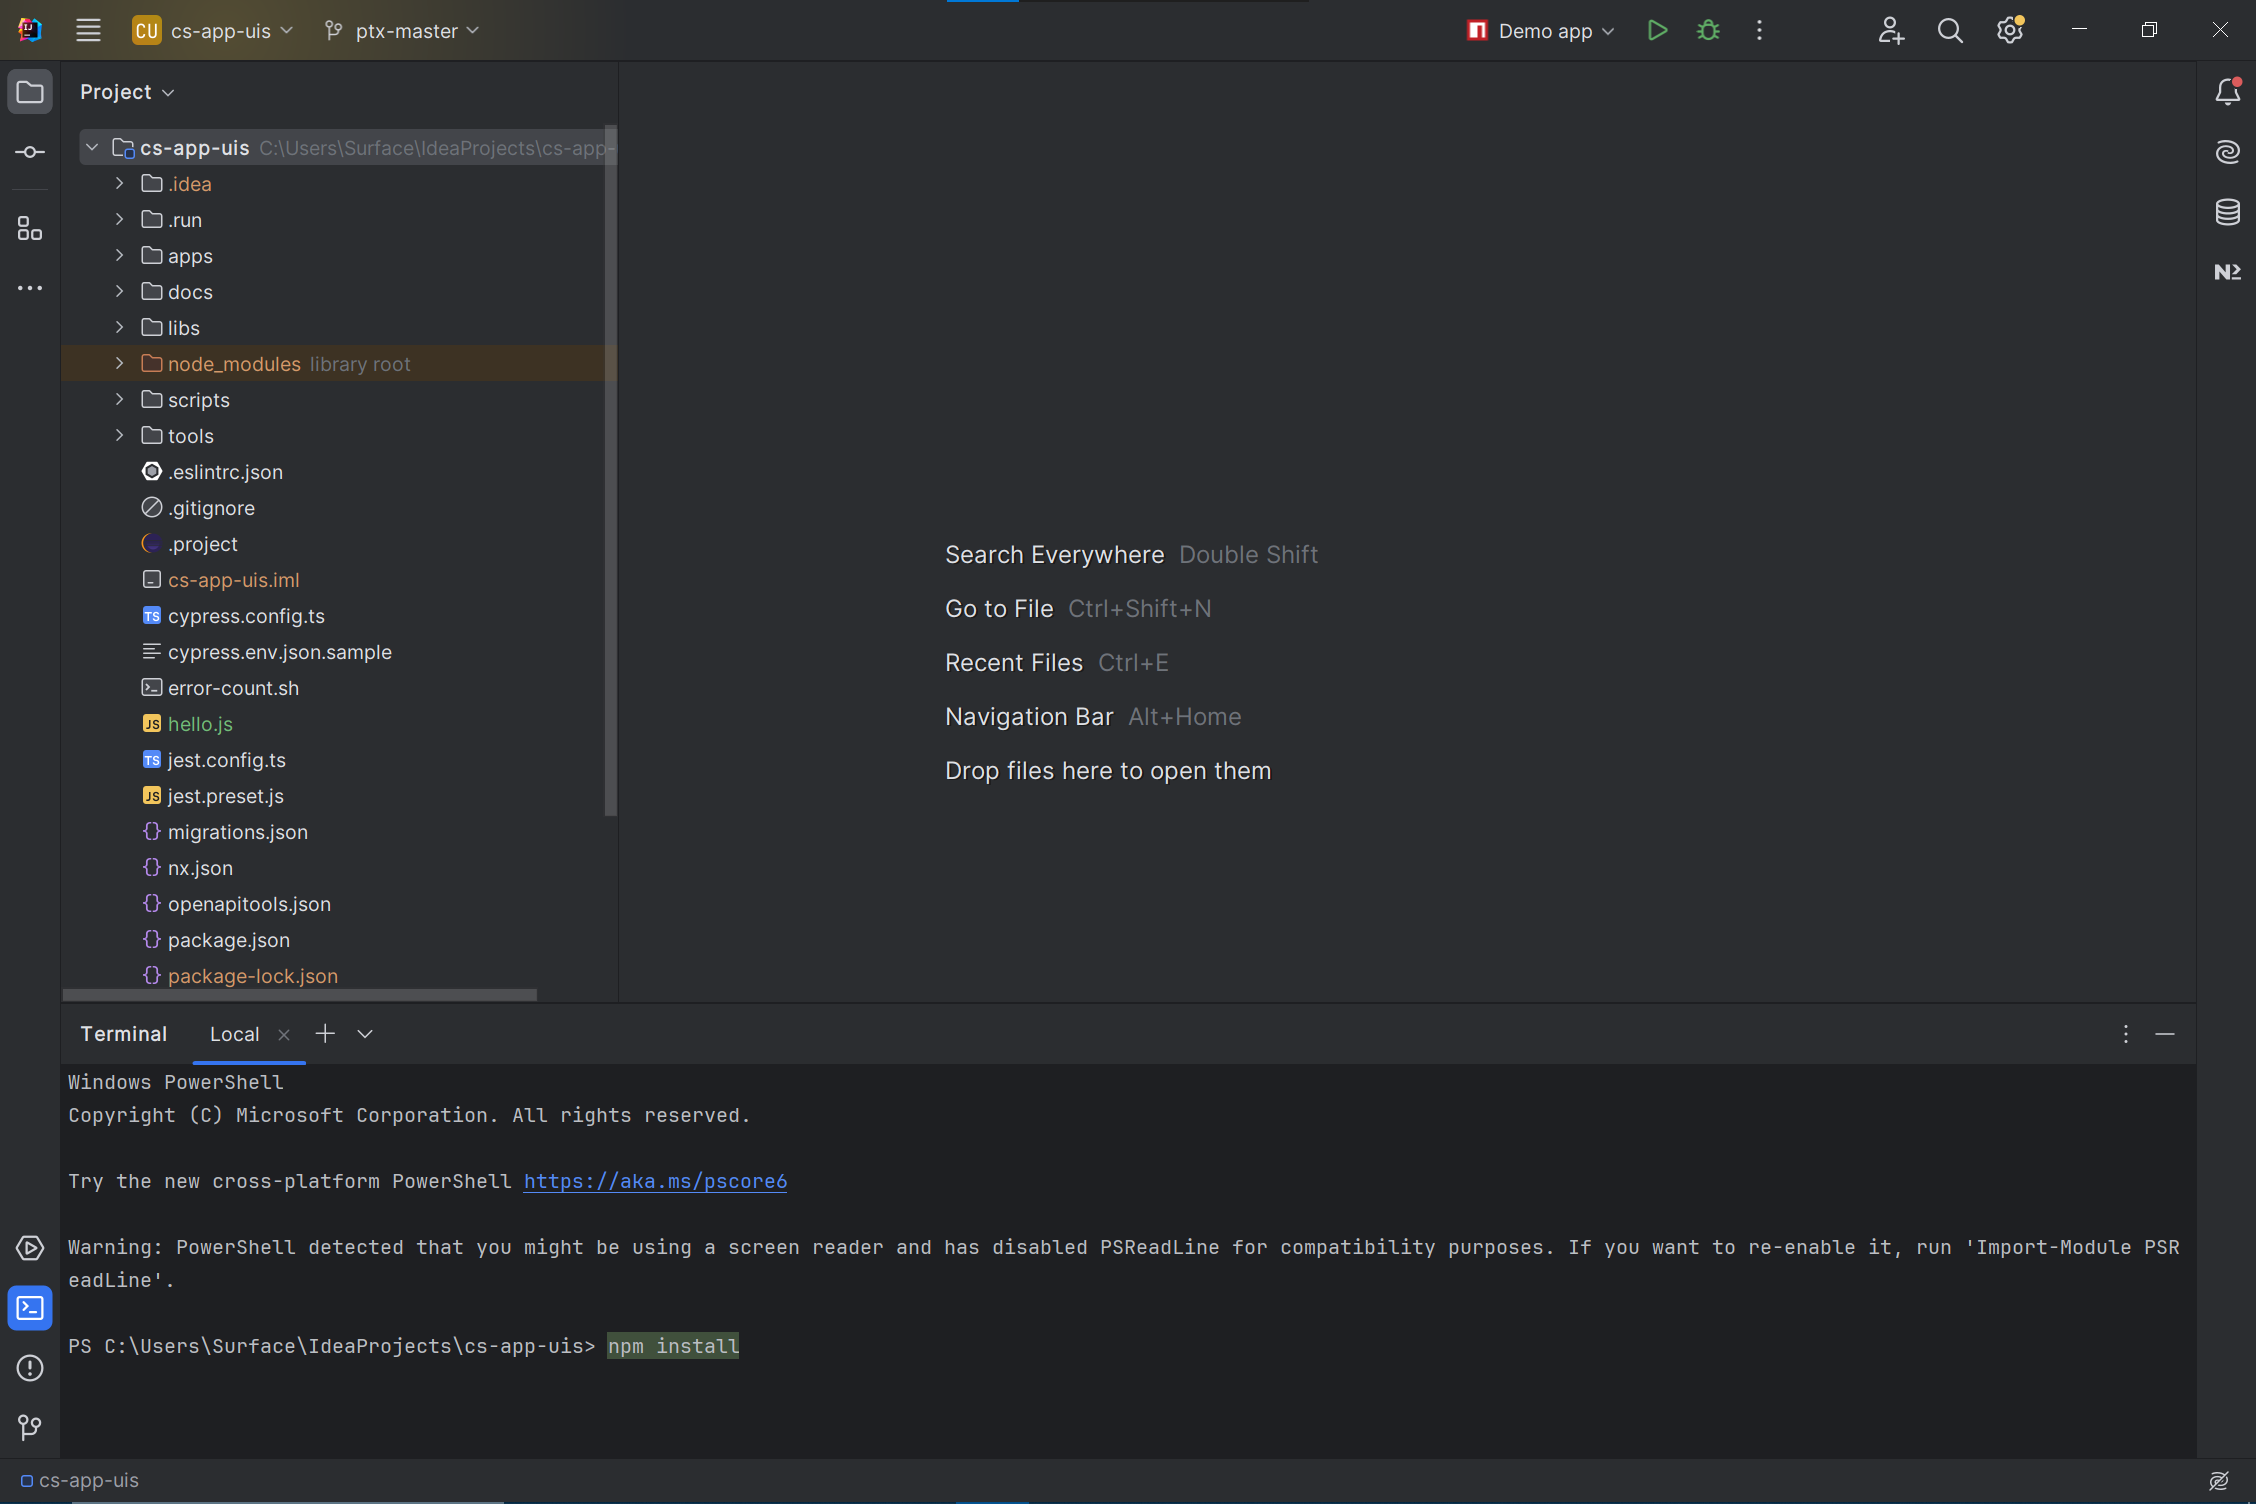 CU cs-app-uis ptx-master Demo app
Project
cs-app-uis C:\Users\Surface\IdeaProjects\cs-app-
.idea
.run
apps
docs
libs
node_modules library root
scripts
tools
.eslintrc.json
.gitignore
.project
cs-app-uis.iml
TS cypress.config.ts
cypress.env.json.sample
error-count.sh
JS hello.js
TS jest.config.ts
JS jest.preset.js
{} migrations.json
{} nx.json
{} openapitools.json
{} package.json
{} package-lock.json
Search Everywhere Double Shift
Go to File Ctrl+Shift+N
Recent Files Ctrl+E
Navigation Bar Alt+Home
Drop files here to open them
Terminal Local
Windows PowerShell
Copyright (C) Microsoft Corporation. All rights reserved.
Try the new cross-platform PowerShell https://aka.ms/pscore6
Warning: PowerShell detected that you might be using a screen reader and has disabled PSReadLine for compatibility purposes. If you want to re-enable it, run 'Import-Module PSR
eadLine'.
PS C:\Users\Surface\IdeaProjects\cs-app-uis> npm install
cs-app-uis